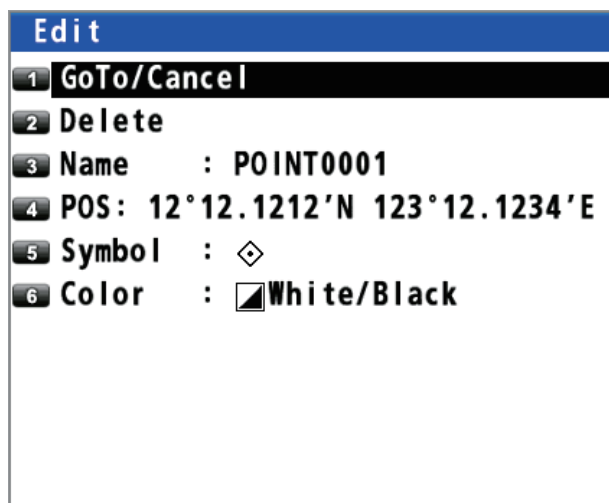 Edit
1 GoTo/Cancel
2 Delete
3 Name : POINT0001
4 POS: 12°12.1212′N 123°12.1234′E
5 Symbol :
6 Color : White/Black